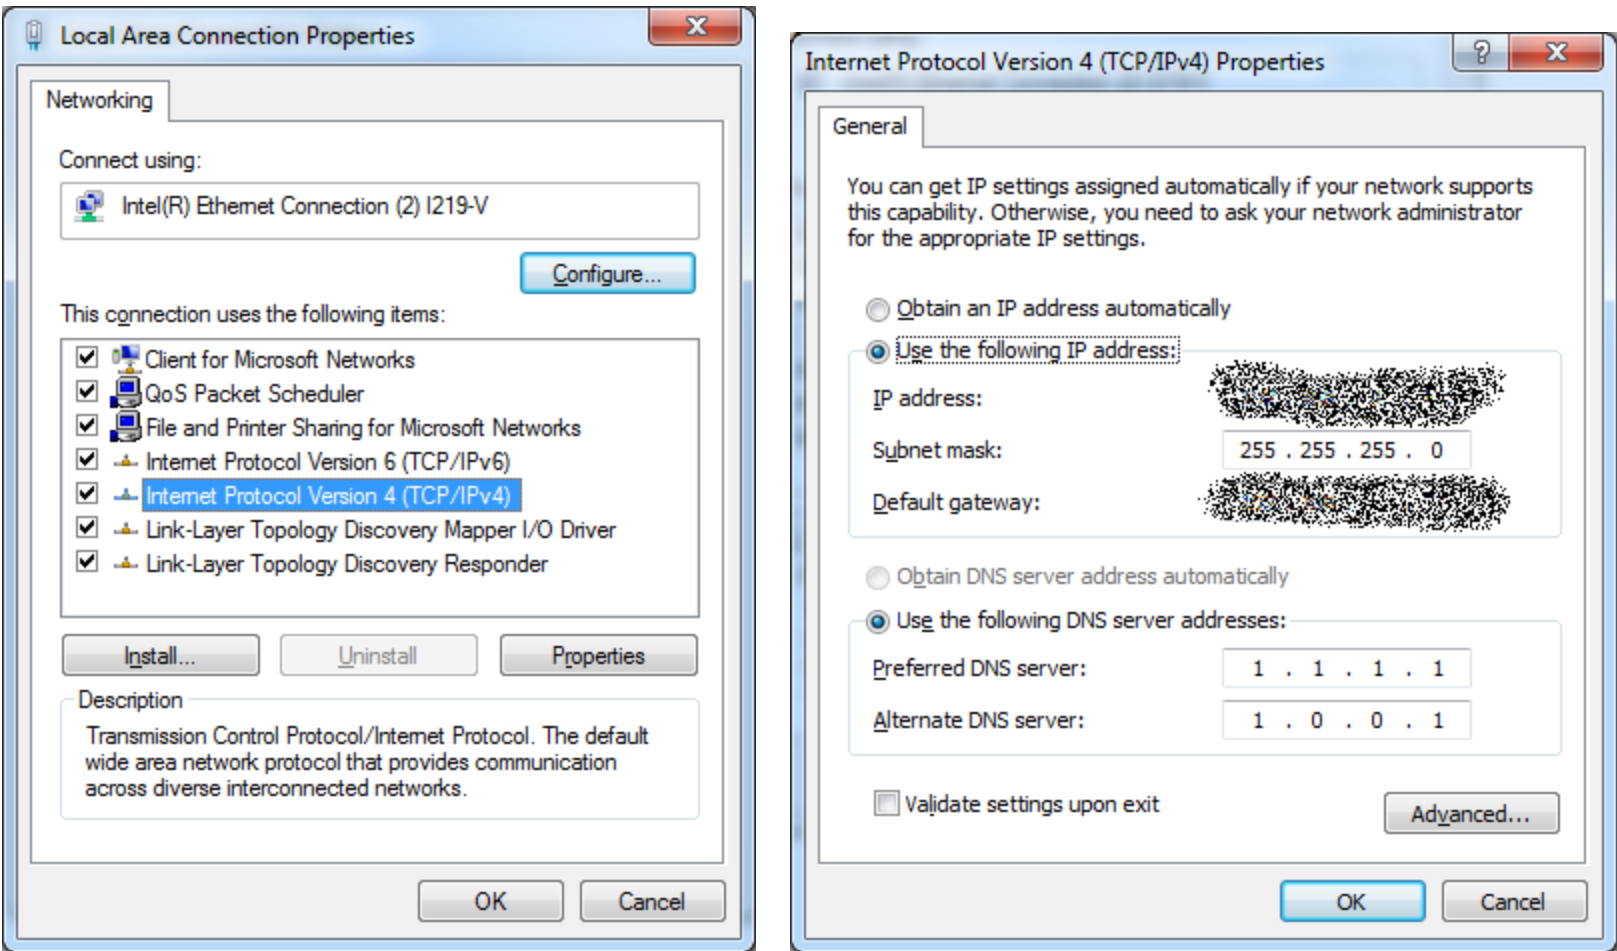 Local Area Connection Properties
Networking
Connect using:
Intel(R) Ethernet Connection (2) I219-V
Configure...
This connection uses the following items:
Client for Microsoft Networks
QoS Packet Scheduler
File and Printer Sharing for Microsoft Networks
Internet Protocol Version 6 (TCP/IPv6)
Internet Protocol Version 4 (TCP/IPv4)
Link-Layer Topology Discovery Mapper I/O Driver
Link-Layer Topology Discovery Responder
Install...
Uninstall
Properties
Description
Transmission Control Protocol/Internet Protocol. The default
wide area network protocol that provides communication
across diverse interconnected networks.
OK
Cancel
Internet Protocol Version 4 (TCP/IPv4) Properties
General
You can get IP settings assigned automatically if your network supports
this capability. Otherwise, you need to ask your network administrator
for the appropriate IP settings.
Obtain an IP address automatically
Use the following IP address:
IP address:
Subnet mask: 255 . 255 . 255 . 0
Default gateway:
Obtain DNS server address automatically
Use the following DNS server addresses:
Preferred DNS server: 1 . 1 . 1 . 1
Alternate DNS server: 1 . 0 . 0 . 1
Validate settings upon exit
Advanced...
OK
Cancel